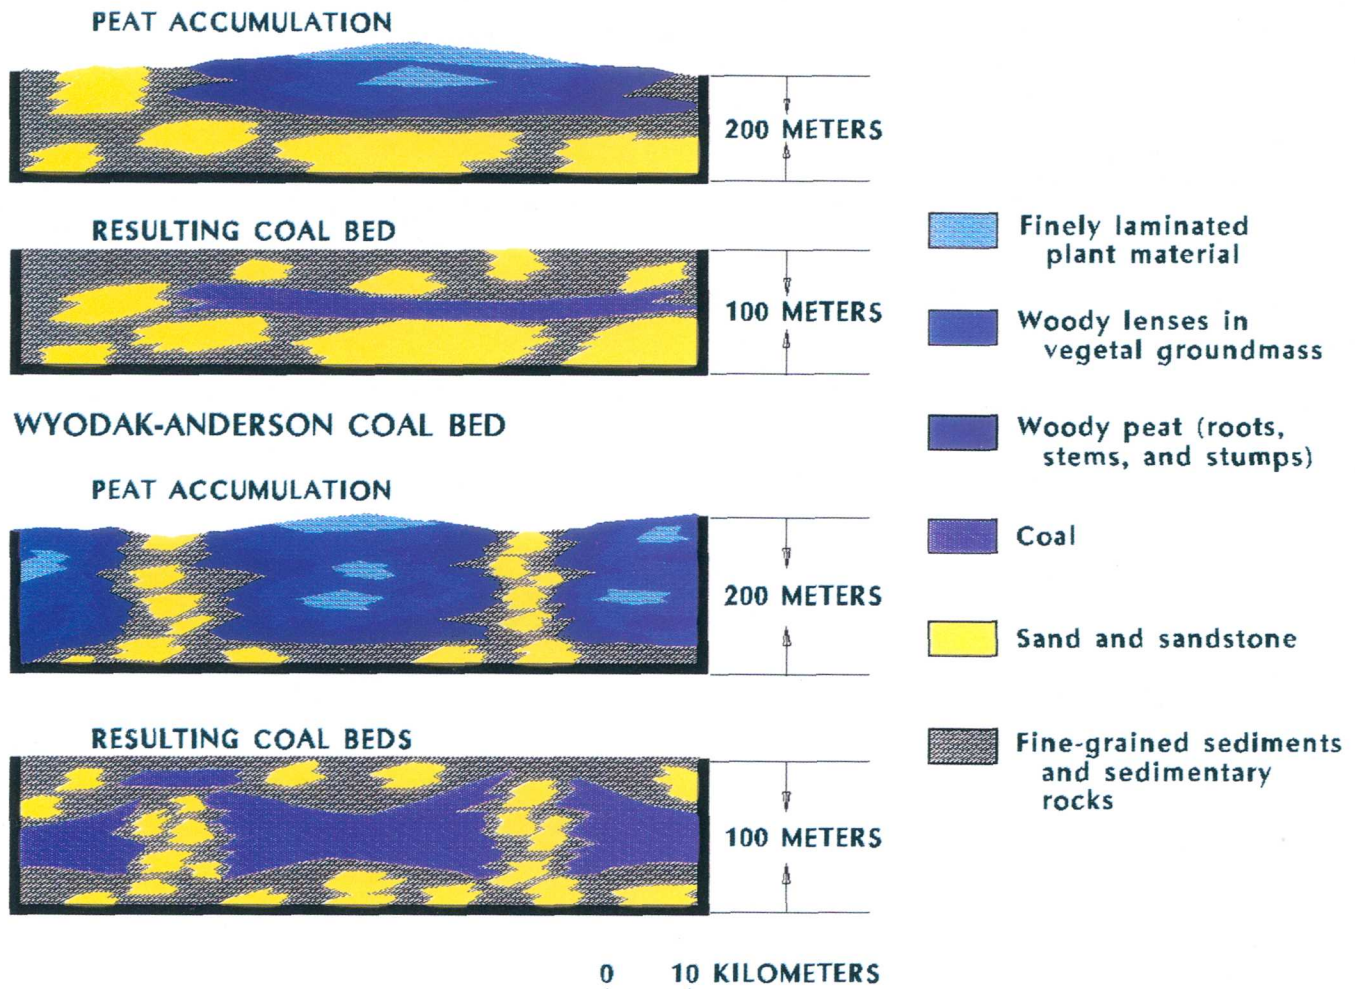 PEAT ACCUMULATION
200 METERS
RESULTING COAL BED
100 METERS
WYODAK-ANDERSON COAL BED
PEAT ACCUMULATION
200 METERS
RESULTING COAL BEDS
100 METERS
0 10 KILOMETERS
Finely laminated
plant material
Woody lenses in
vegetal groundmass
Woody peat (roots,
stems, and stumps)
Coal
Sand and sandstone
Fine-grained sediments
and sedimentary
rocks